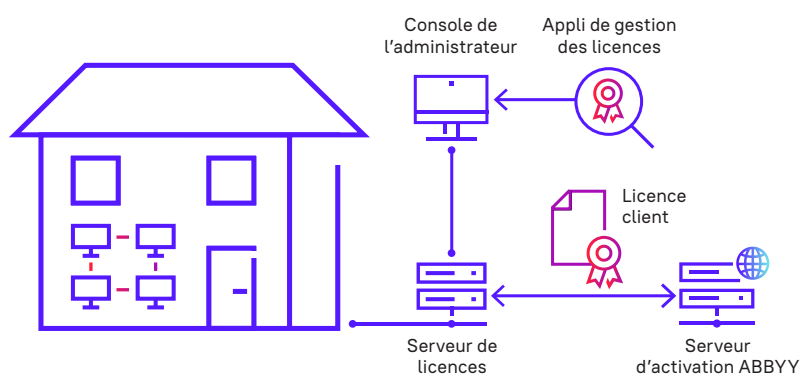 Console de
l'administrateur
Appli de gestion
des licences
Licence
client
Serveur de
licences
Serveur
d'activation ABBYY